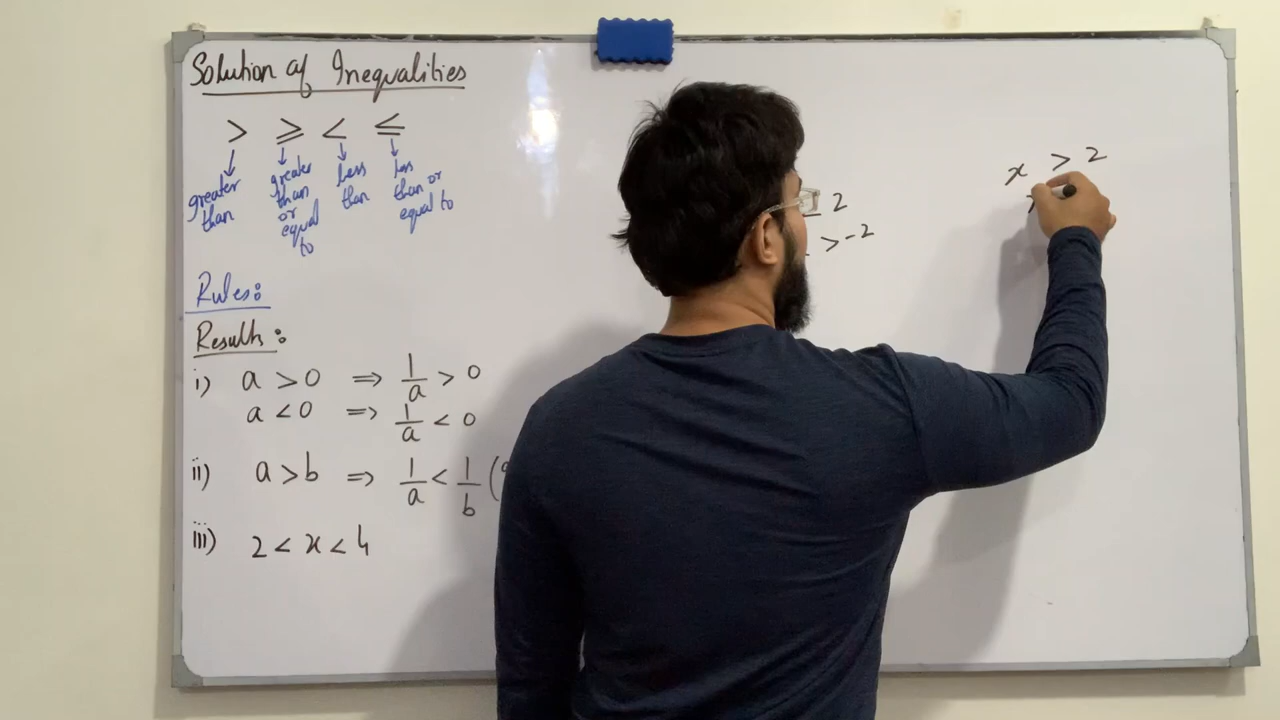 Solution of Inequalities
> ≥ < ≤
greater than
greater than or equal to
less than
less than or equal to
Rules:
Results:
i) a > 0 ⇒ 1/a > 0
a < 0 ⇒ 1/a < 0
ii) a > b ⇒ 1/a < 1/b (
iii) 2 < x < 4
2
> -2
x > 2